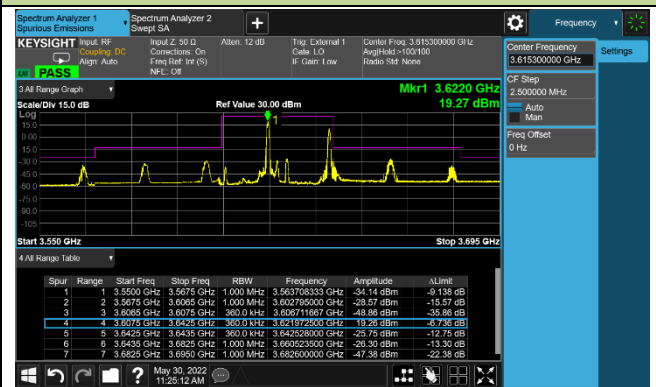 Spectrum Analyzer 1
Spurious Emissions
Spectrum Analyzer 2
Swept SA
Frequency
KEYSIGHT
Input: RF
Coupling: DC
Align: Auto
Input Z: 50 Ω
Corrections: On
Freq Ref: Int (S)
NFE: Off
Atten: 12 dB
Trig: External 1
Gate: LO
IF Gain: Low
Center Freq: 3.615300000 GHz
Avg|Hold:>100/100
Radio Std: None
LXI
PASS
Center Frequency
3.615300000 GHz
Settings
CF Step
2.500000 MHz
Auto
Man
Freq Offset
0 Hz
3 All Range Graph
Mkr1 3.6220 GHz
Scale/Div 15.0 dB
Ref Value 30.00 dBm
19.27 dBm
Log
15.0
0.00
-15.0
-30.0
-45.0
-60.0
-75.0
-90.0
-105
1
Start 3.550 GHz
Stop 3.695 GHz
4 All Range Table
Spur Range Start Freq Stop Freq RBW Frequency Amplitude ΔLimit
1 1 3.5500 GHz 3.5675 GHz 1.000 MHz 3.563708333 GHz -34.14 dBm -9.138 dB
2 2 3.5675 GHz 3.6065 GHz 1.000 MHz 3.602795000 GHz -28.57 dBm -15.57 dB
3 3 3.6065 GHz 3.6075 GHz 360.0 kHz 3.606711667 GHz -48.86 dBm -35.86 dB
4 4 3.6075 GHz 3.6425 GHz 360.0 kHz 3.621972500 GHz 19.26 dBm -6.736 dB
5 5 3.6425 GHz 3.6435 GHz 360.0 kHz 3.642528000 GHz -25.75 dBm -12.75 dB
6 6 3.6435 GHz 3.6825 GHz 1.000 MHz 3.660523500 GHz -26.30 dBm -13.30 dB
7 7 3.6825 GHz 3.6950 GHz 1.000 MHz 3.682600000 GHz -47.38 dBm -22.38 dB
May 30, 2022
11:25:12 AM